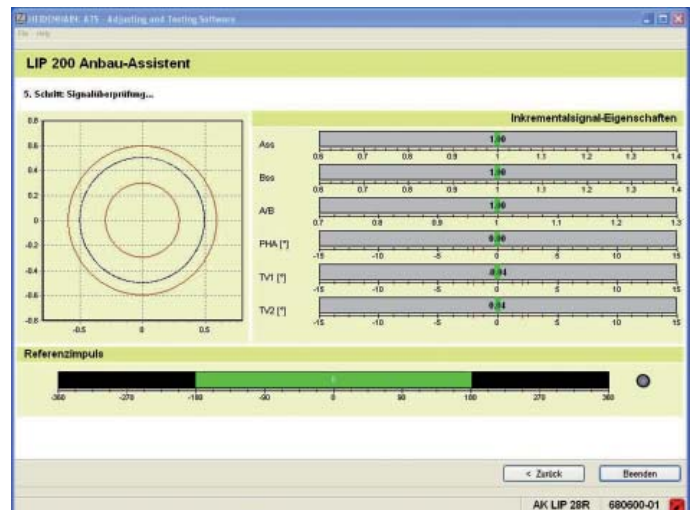 HEIDENHAIN ATS - Adjusting and Testing Software
File Help
LIP 200 Anbau-Assistent
5. Schritt: Signalüberprüfung...
Inkrementalsignal-Eigenschaften
0.8
0.6
0.4
0.2
0
-0.2
-0.4
-0.6
-0.8
-0.5 0 0.5
Ass 1.00
0.6 0.7 0.8 0.9 1 1.1 1.2 1.3 1.4
Bss 1.00
0.6 0.7 0.8 0.9 1 1.1 1.2 1.3 1.4
A/B 1.00
0.7 0.8 0.9 1 1.1 1.2 1.3
PHA [°] 0.00
-15 -10 -5 0 5 10 15
TV1 [°] -0.04
-15 -10 -5 0 5 10 15
TV2 [°] 0.04
-15 -10 -5 0 5 10 15
Referenzimpuls
-360 -270 -180 -90 0 90 180 270 360
< Zurück Beenden
AK LIP 28R 680600-01